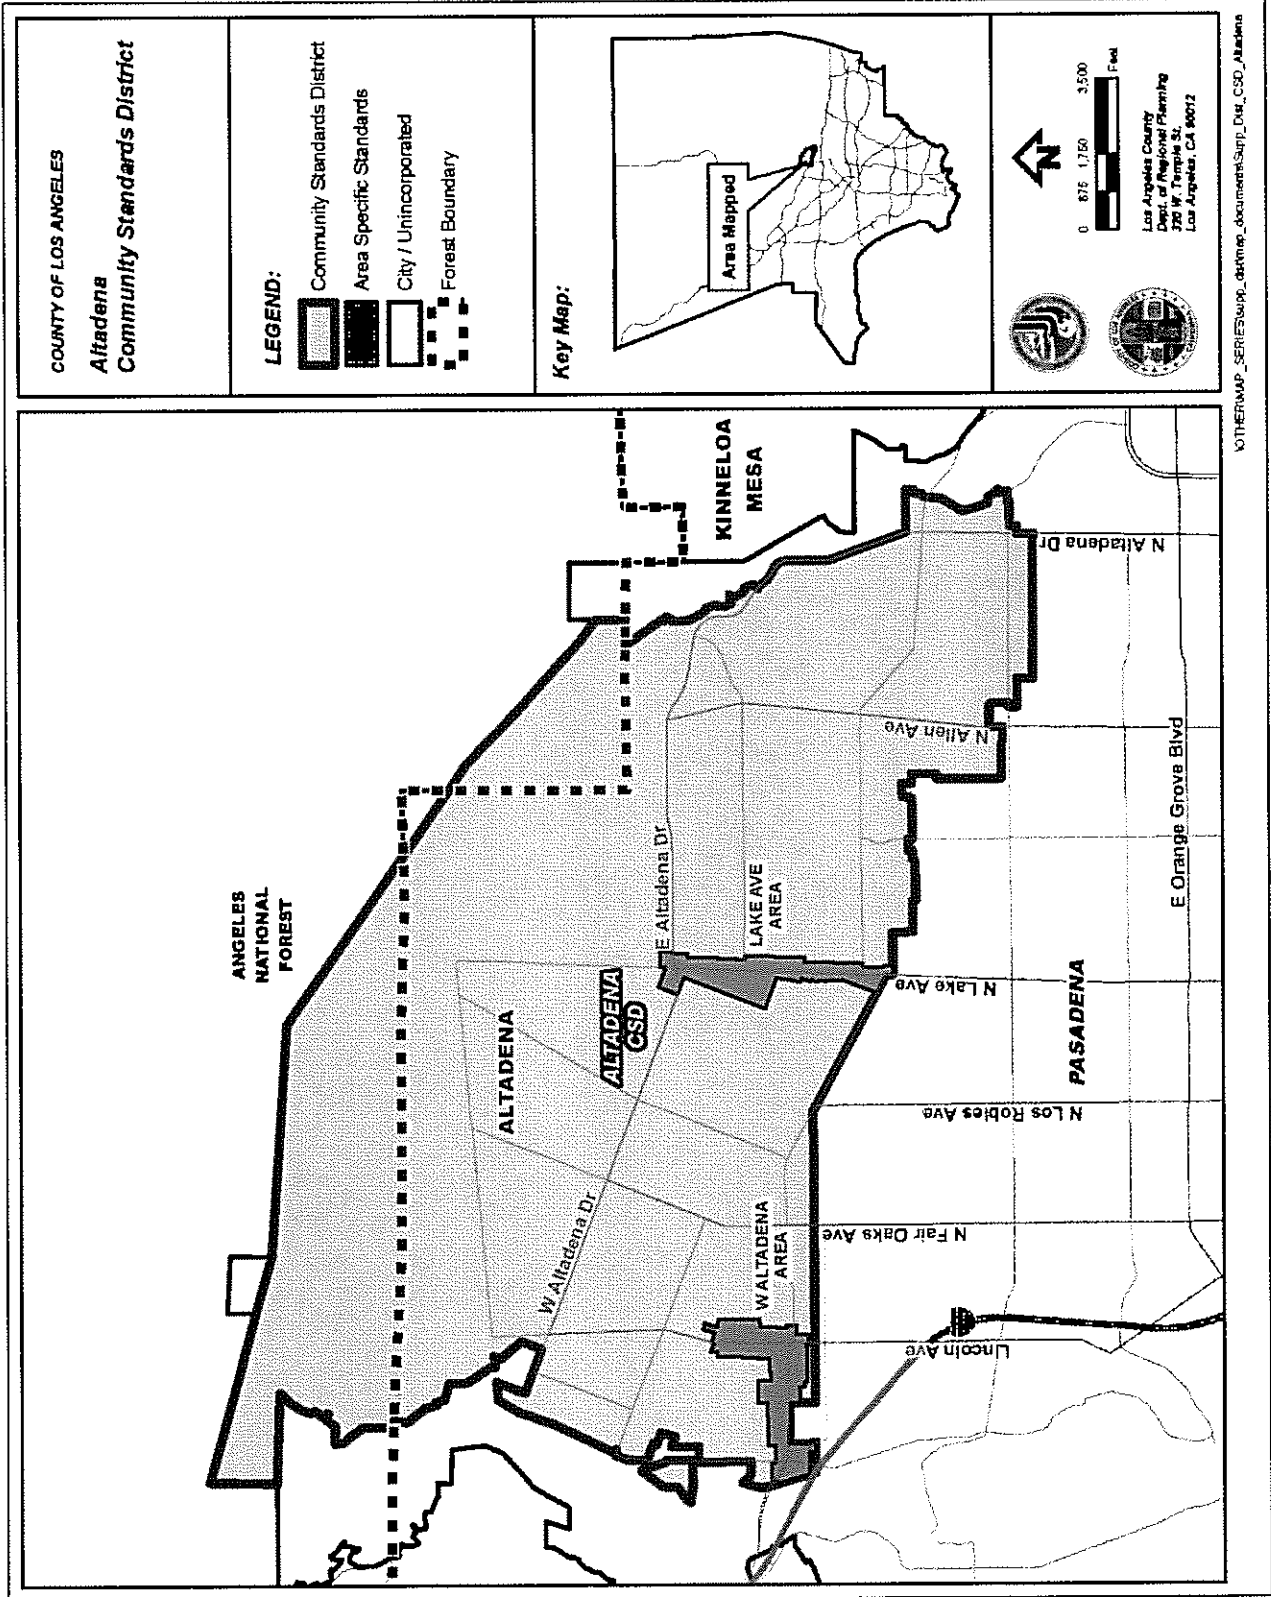 COUNTY OF LOS ANGELES
Altadena
Community Standards District
LEGEND:
Community Standards District
Area Specific Standards
City / Unincorporated
Forest Boundary
Key Map:
Area Mapped
N
0 875 1,750 3,500
Feet
Los Angeles County
Dept. of Regional Planning
320 W. Temple St.
Los Angeles, CA 90012
ANGELES
NATIONAL
FOREST
KINNELOA
MESA
ALTADENA
ALTADENA
CSD
E Altadena Dr
W Altadena Dr
LAKE AVE
AREA
W ALTADENA
AREA
N Altadena Dr
N Allen Ave
N Lake Ave
N Los Robles Ave
N Fair Oaks Ave
Lincoln Ave
PASADENA
E Orange Grove Blvd